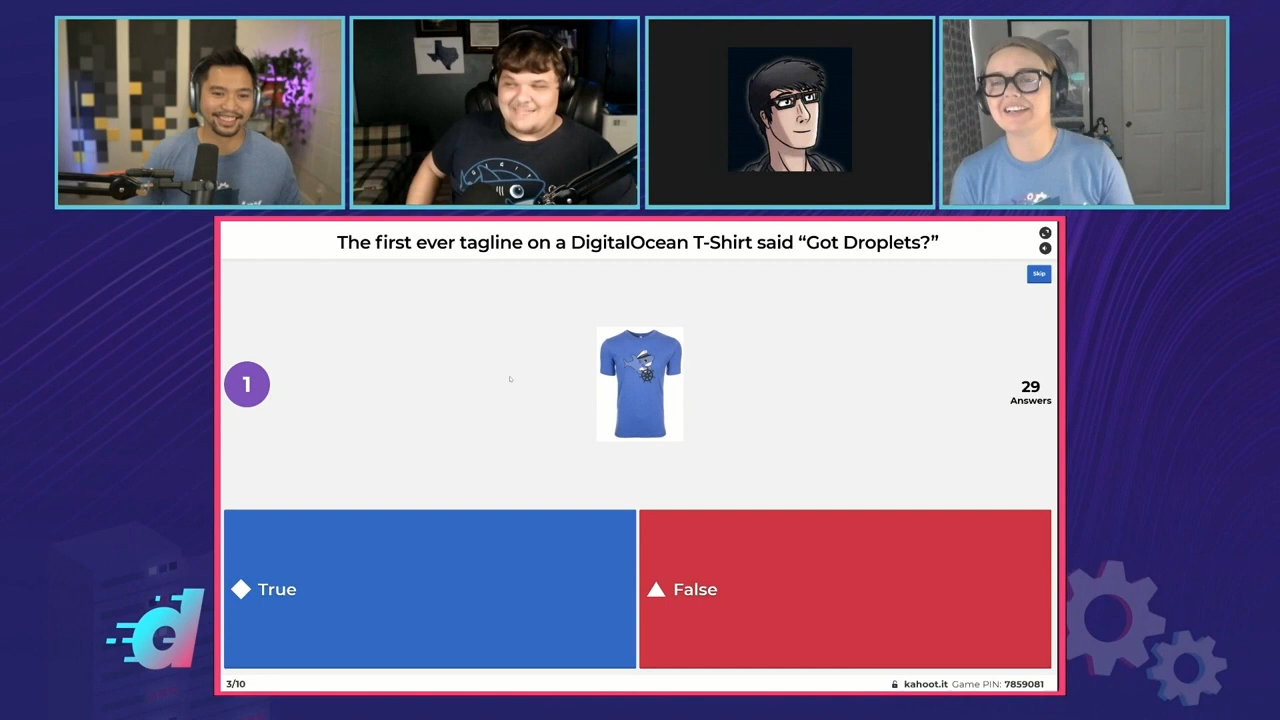 The first ever tagline on a DigitalOcean T-Shirt said “Got Droplets?”
Skip
1
29
Answers
True
False
3/10
kahoot.it Game PIN: 7859081